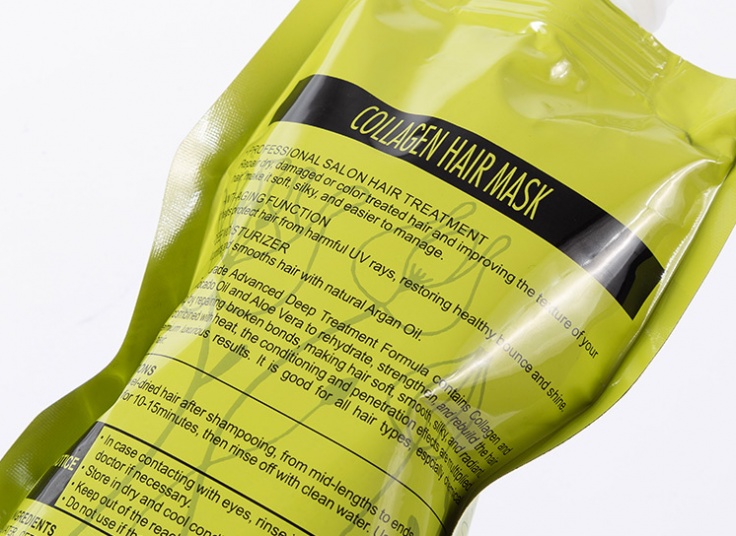 COLLAGEN HAIR MASK
PROFESSIONAL SALON HAIR TREATMENT
Repair dry, damaged or color treated hair and improving the texture of your
hair, make it soft, silky, and easier to manage.
ANTI-AGING FUNCTION
protect hair from harmful UV rays, restoring healthy bounce and shine.
smooths hair with natural Argan Oil.
Advanced Deep Treatment Formula contains Collagen and
Oil and Aloe Vera to rehydrate, strengthen, and rebuild the hair
by repairing broken bonds, making hair soft, smooth, silky, and radiant
combined with heat, the conditioning and penetration effects are multiplied
luxurious results. It is good for all hair types, especially
hair after shampooing, from mid-lengths to ends
for 10-15minutes, then rinse off with clean water.
• In case contacting with eyes, rinse
doctor if necessary.
• Store in dry and cool
• Keep out of the
• Do not use if